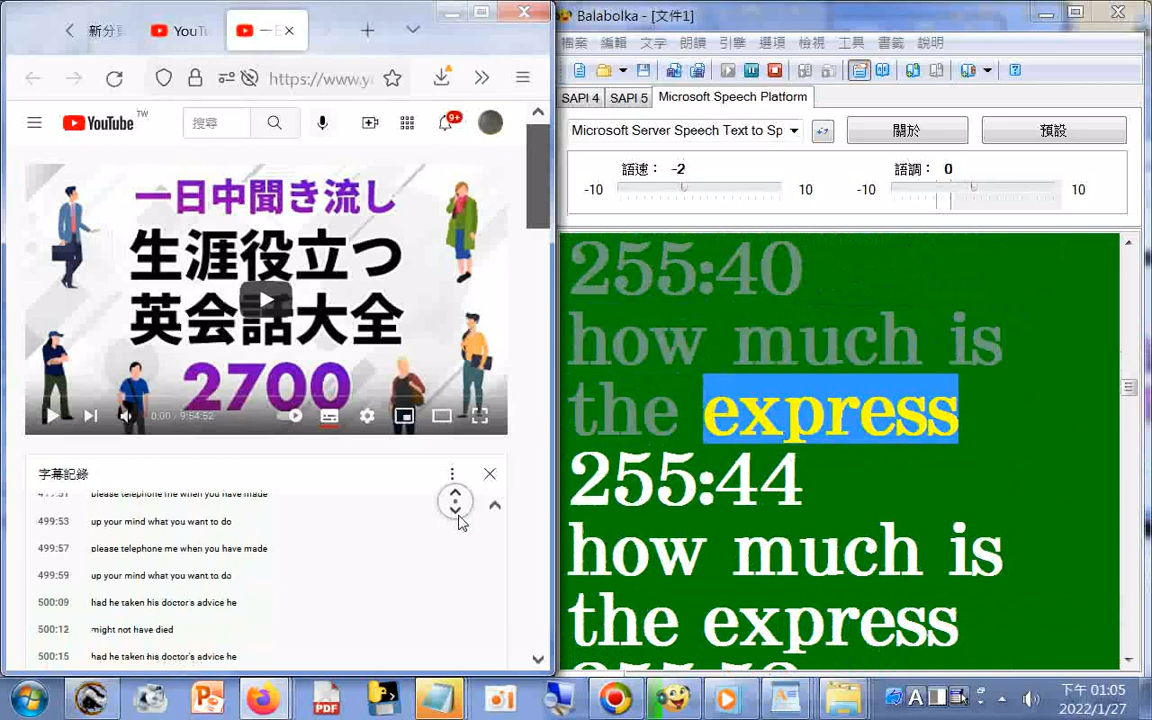 新分
YouT
一E
https://www.y
YouTube
TW
搜尋
9+
一日中聞き流し
生涯役立つ
英会話大全
2700
0:00 / 9:54:52
字幕記錄
499:51 please telephone me when you have made
499:53 up your mind what you want to do
499:57 please telephone me when you have made
499:59 up your mind what you want to do
500:09 had he taken his doctor's advice he
500:12 might not have died
500:15 had he taken his doctor's advice he
Balabolka - [文件1]
檔案 編輯 文字 朗讀 引擎 選項 檢視 工具 書籤 說明
SAPI 4 SAPI 5 Microsoft Speech Platform
Microsoft Server Speech Text to Sp
關於
預設
語速： -2
-10 10
語調： 0
-10 10
255:40
how much is
the express
255:44
how much is
the express
PDF
A
下午 01:05
2022/1/27